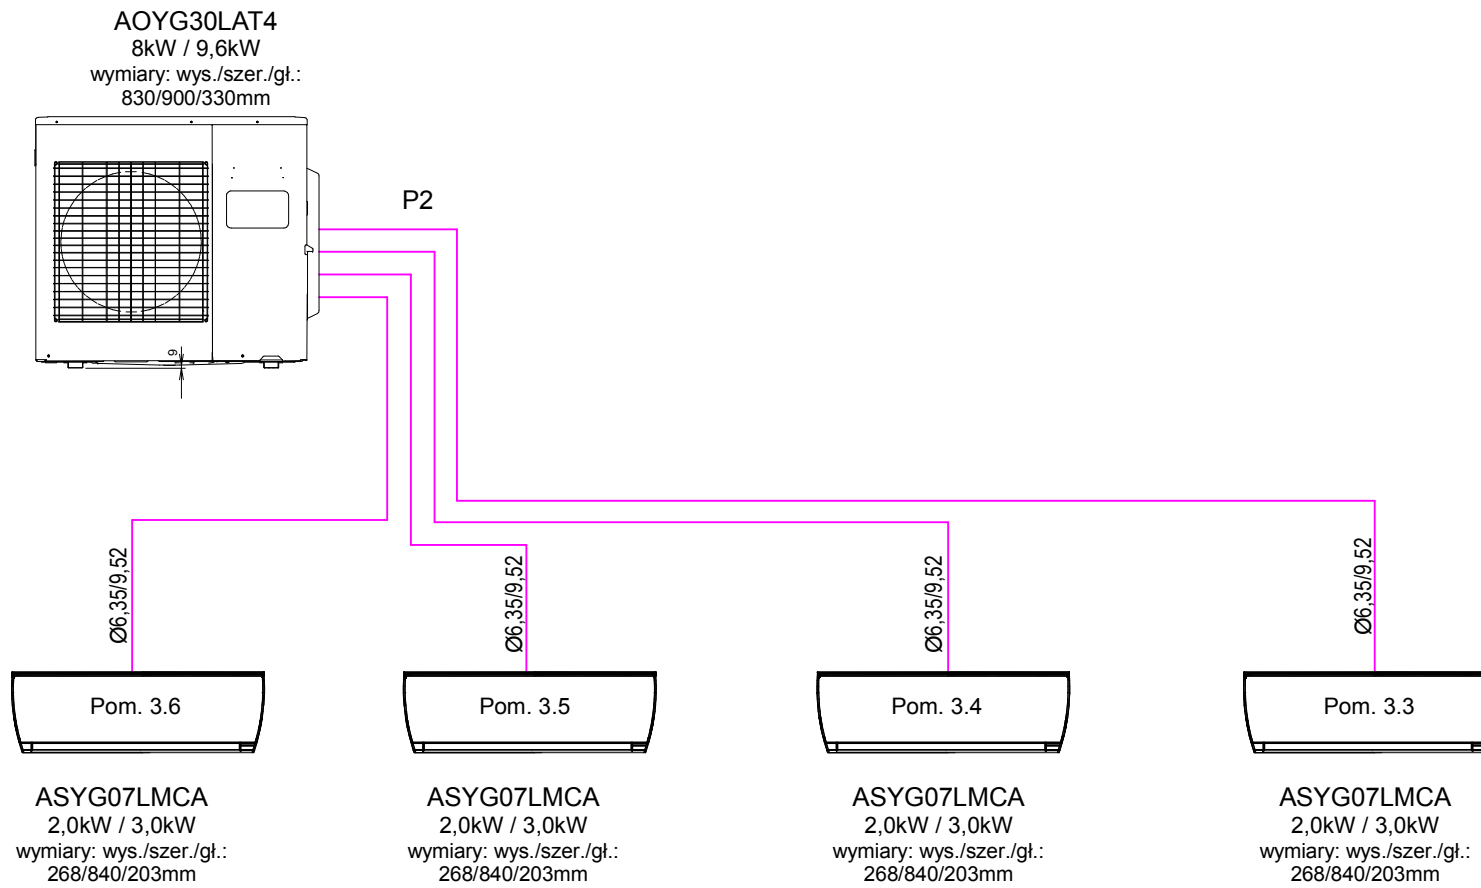 AOYG30LAT4
8kW / 9,6kW
wymiary: wys./szer./gł.:
830/900/330mm
P2
9
Ø6,35/9,52
Ø6,35/9,52
Ø6,35/9,52
Ø6,35/9,52
Pom. 3.6
Pom. 3.5
Pom. 3.4
Pom. 3.3
ASYG07LMCA
2,0kW / 3,0kW
wymiary: wys./szer./gł.:
268/840/203mm
ASYG07LMCA
2,0kW / 3,0kW
wymiary: wys./szer./gł.:
268/840/203mm
ASYG07LMCA
2,0kW / 3,0kW
wymiary: wys./szer./gł.:
268/840/203mm
ASYG07LMCA
2,0kW / 3,0kW
wymiary: wys./szer./gł.:
268/840/203mm